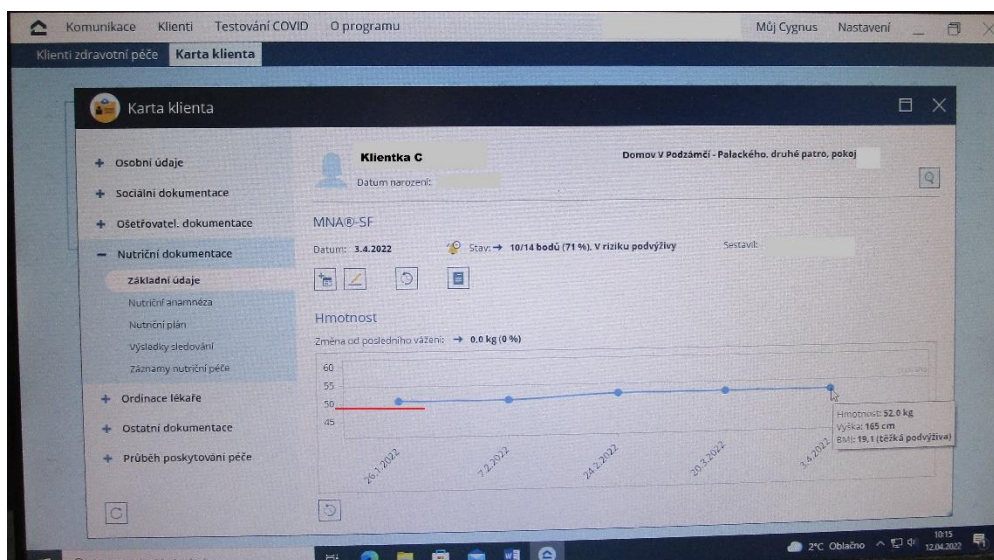 Komunikace Klienti Testování COVID O programu Můj Cygnus Nastavení
Klienti zdravotní péče Karta klienta
Karta klienta
+ Osobní údaje
+ Sociální dokumentace
+ Ošetřovatel. dokumentace
− Nutriční dokumentace
Základní údaje
Nutriční anamnéza
Nutriční plán
Výsledky sledování
Záznamy nutriční péče
+ Ordinace lékaře
+ Ostatní dokumentace
+ Průběh poskytování péče
Klientka C
Domov V Podzámčí - Palackého, druhé patro, pokoj
Datum narození:
MNA®-SF
Datum: 3.4.2022 Stav: → 10/14 bodů (71 %), V riziku podvýživy Sestavil:
Hmotnost
Změna od posledního vážení: → 0,0 kg (0 %)
60
55
50
45
26.1.2022 7.2.2022 24.2.2022 20.3.2022 3.4.2022
Hmotnost: 52.0 kg
Výška: 165 cm
BMI: 19,1 (těžká podvýživa)
2°C Oblačno
10:15
12.04.2022